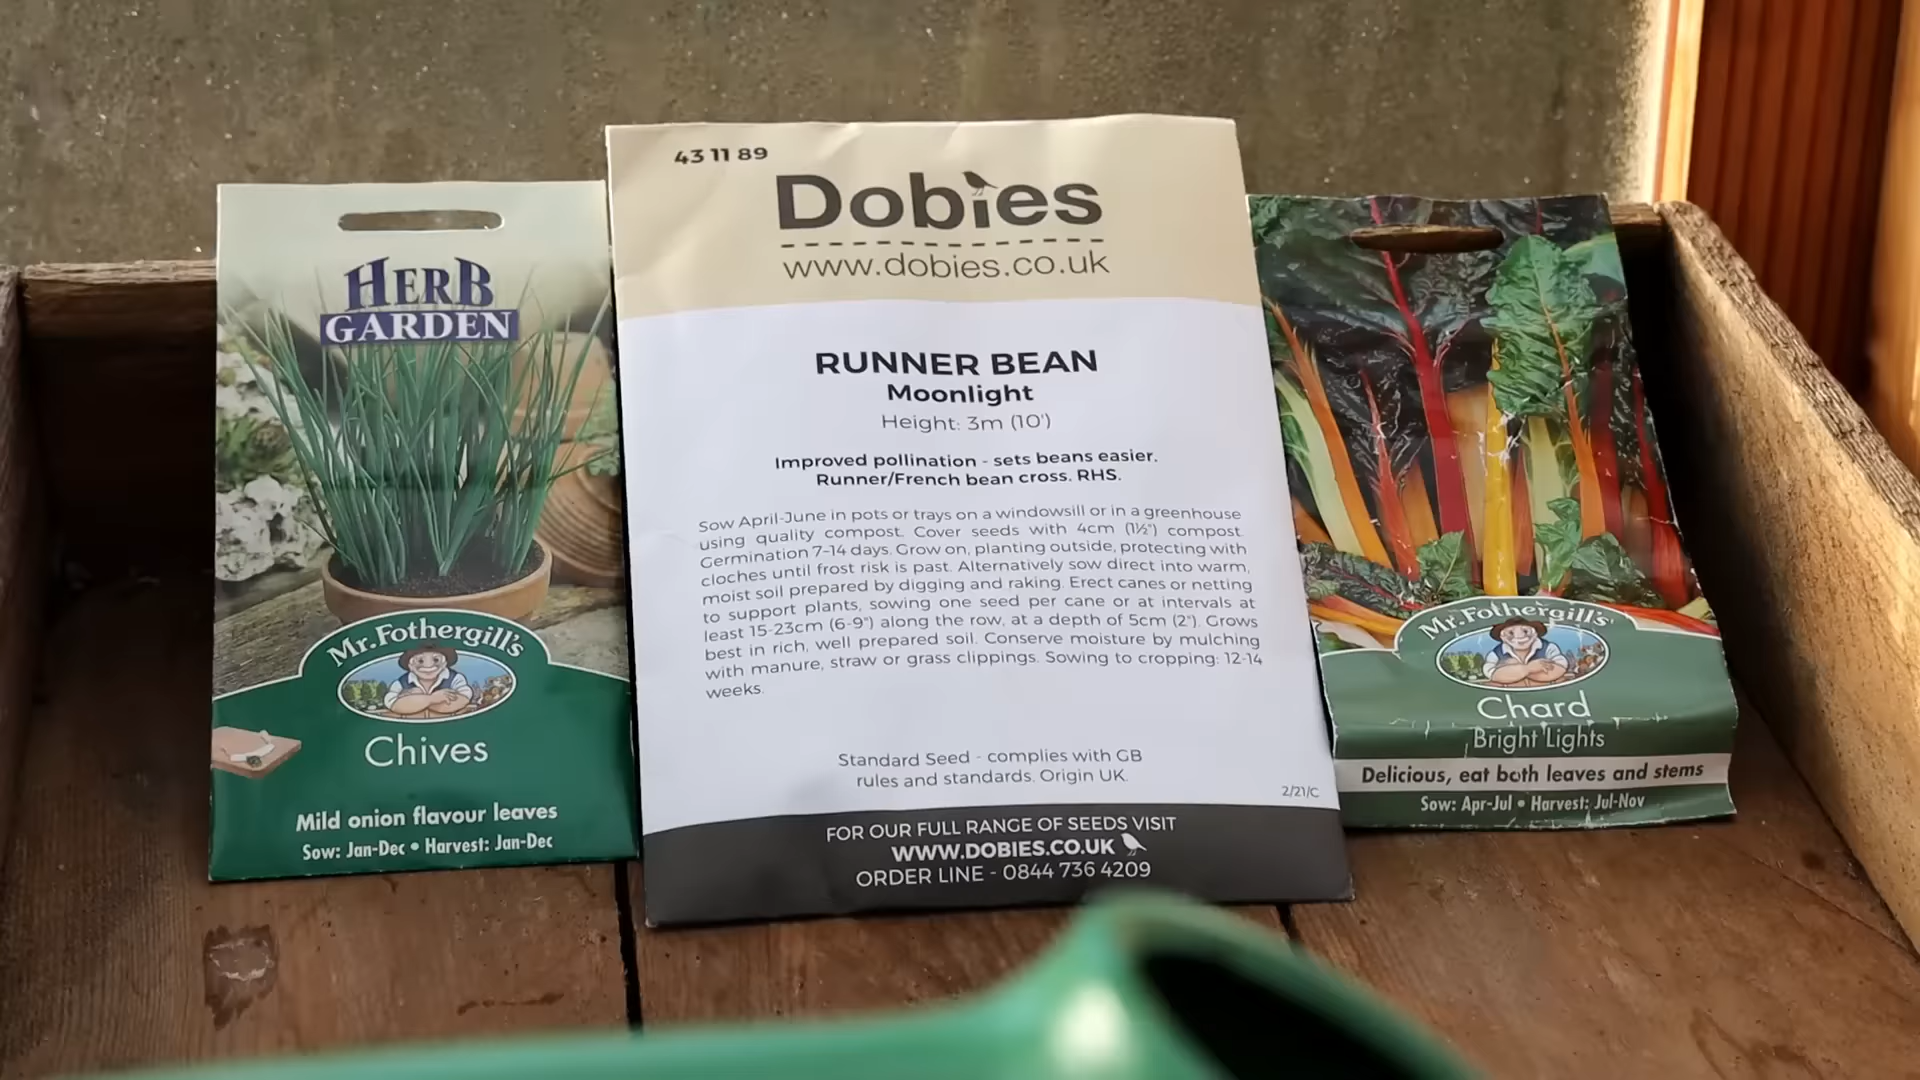 HERB
GARDEN
Mr.Fothergill's
Chives
Mild onion flavour leaves
Sow: Jan-Dec • Harvest: Jan-Dec
43 11 89
Dobies
www.dobies.co.uk
RUNNER BEAN
Moonlight
Height: 3m (10')
Improved pollination - sets beans easier.
Runner/French bean cross. RHS.
Sow April-June in pots or trays on a windowsill or in a greenhouse
using quality compost. Cover seeds with 4cm (1½") compost.
Germination 7-14 days. Grow on, planting outside, protecting with
cloches until frost risk is past. Alternatively sow direct into warm,
moist soil prepared by digging and raking. Erect canes or netting
to support plants, sowing one seed per cane or at intervals at
least 15-23cm (6-9") along the row, at a depth of 5cm (2"). Grows
best in rich, well prepared soil. Conserve moisture by mulching
with manure, straw or grass clippings. Sowing to cropping: 12-14
weeks.
Standard Seed - complies with GB
rules and standards. Origin UK.
2/21/C
FOR OUR FULL RANGE OF SEEDS VISIT
WWW.DOBIES.CO.UK
ORDER LINE - 0844 736 4209
Mr.Fothergill's
Chard
Bright Lights
Delicious, eat both leaves and stems
Sow: Apr-Jul • Harvest: Jul-Nov